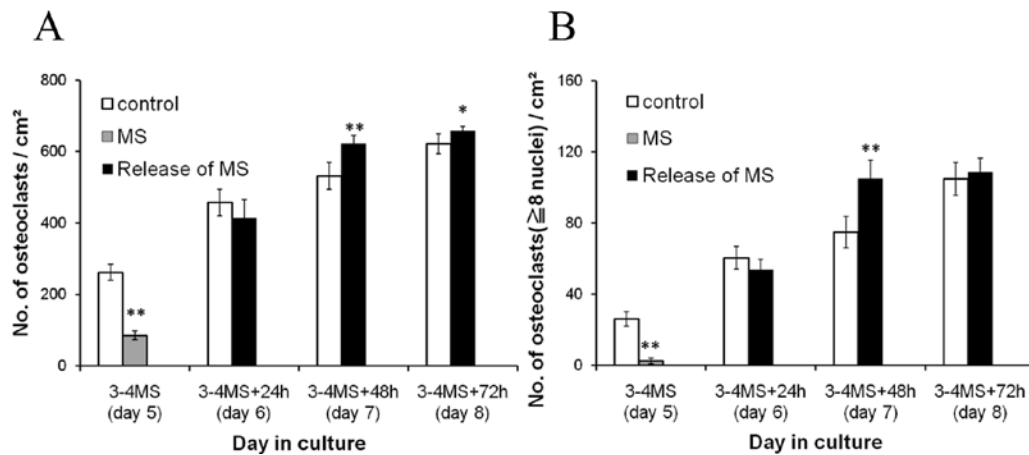 A
No. of osteoclasts / cm²
800
600
400
200
0
control
MS
Release of MS
**
**
*
3-4MS
(day 5)
3-4MS+24h
(day 6)
3-4MS+48h
(day 7)
3-4MS+72h
(day 8)
Day in culture
B
No. of osteoclasts(≧8 nuclei) / cm²
160
120
80
40
0
control
MS
Release of MS
**
**
3-4MS
(day 5)
3-4MS+24h
(day 6)
3-4MS+48h
(day 7)
3-4MS+72h
(day 8)
Day in culture